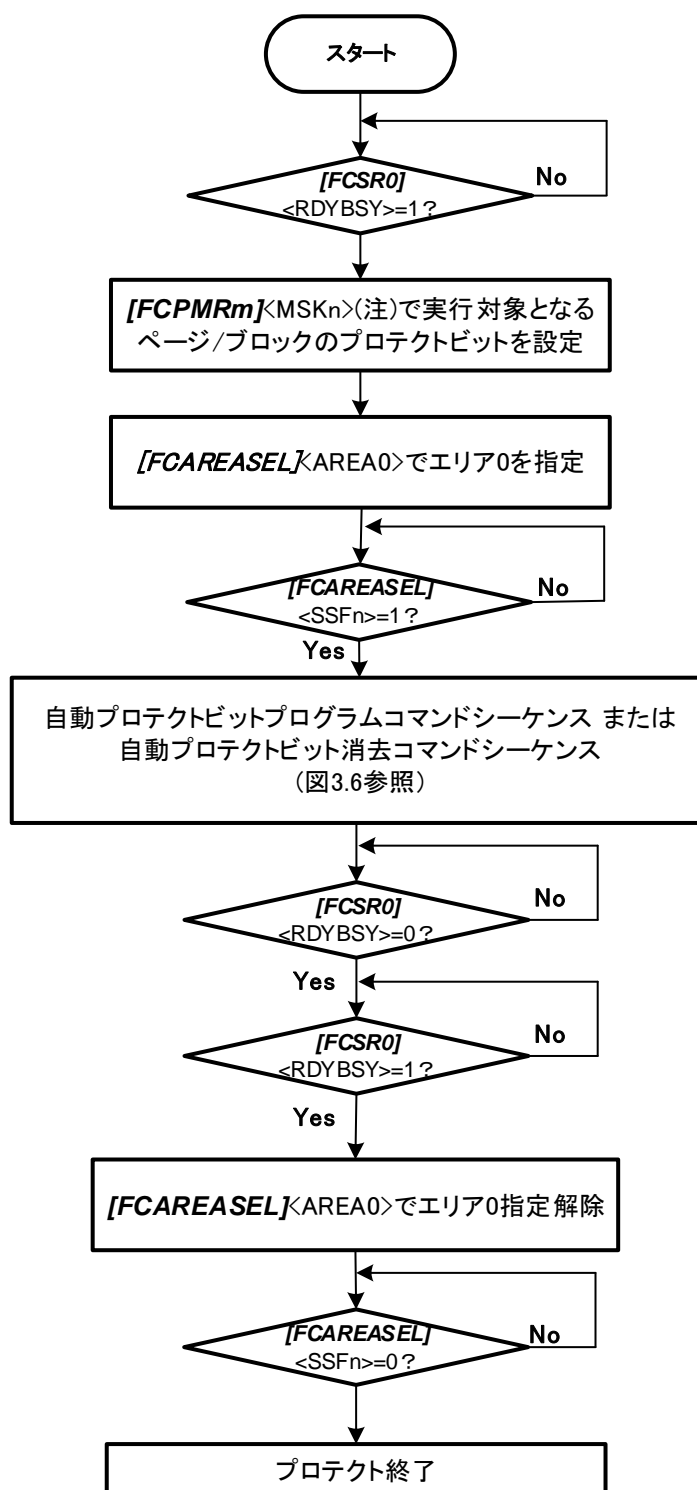 スタート
[FCSR0]
<RDYBSY>=1?
No
[FCPMRm]<MSKn>(注)で実行対象となる
ページ/ブロックのプロテクトビットを設定
[FCAREASEL]<AREA0>でエリア0を指定
[FCAREASEL]
<SSFn>=1?
No
Yes
自動プロテクトビットプログラムコマンドシーケンス または
自動プロテクトビット消去コマンドシーケンス
(図3.6参照)
[FCSR0]
<RDYBSY>=0?
No
Yes
[FCSR0]
<RDYBSY>=1?
No
Yes
[FCAREASEL]<AREA0>でエリア0指定解除
[FCAREASEL]
<SSFn>=0?
No
プロテクト終了